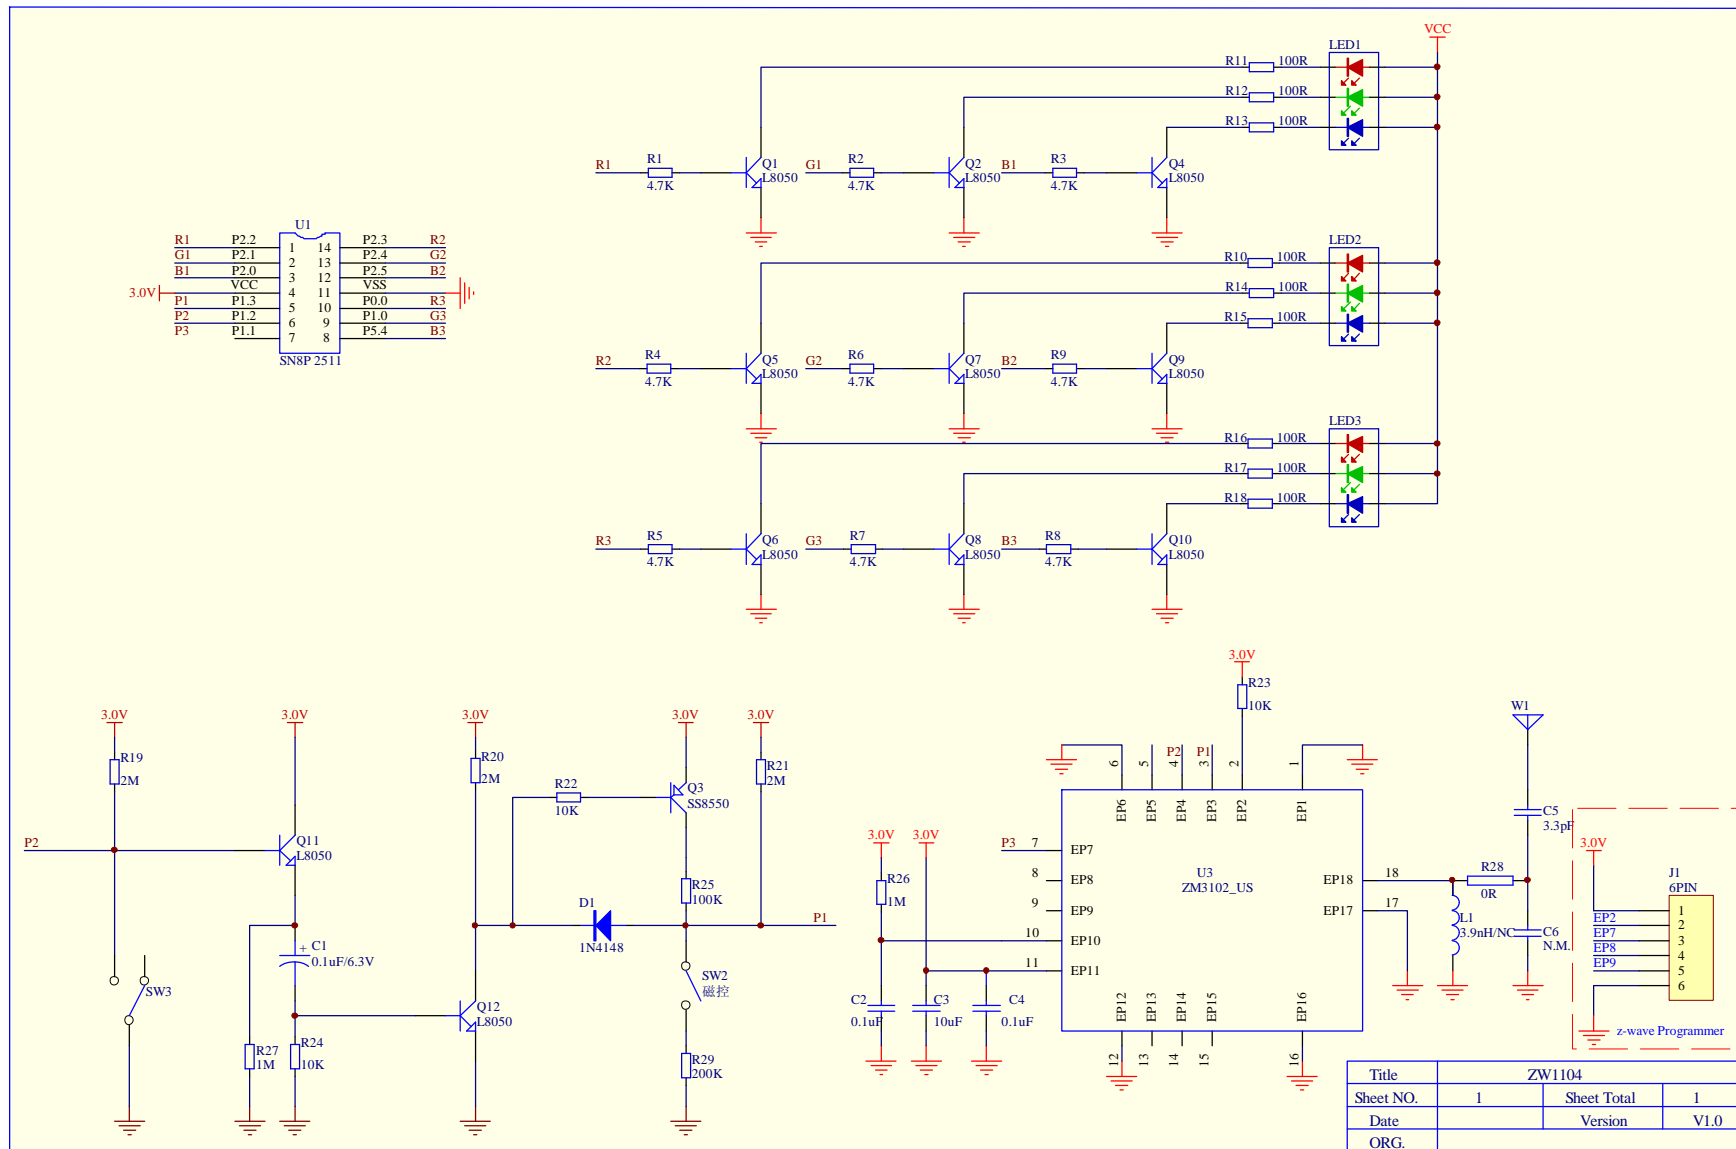 VCC
LED1
R11 100R
R12 100R
R13 100R
R1 R1 4.7K Q1 L8050
G1 R2 4.7K Q2 L8050
B1 R3 4.7K Q4 L8050
U1
R1 P2.2 1 14 P2.3 R2
G1 P2.1 2 13 P2.4 G2
B1 P2.0 3 12 P2.5 B2
3.0V VCC 4 11 VSS
P1 P1.3 5 10 P0.0 R3
P2 P1.2 6 9 P1.0 G3
P3 P1.1 7 8 P5.4 B3
SN8P 2511
LED2
R10 100R
R14 100R
R15 100R
R2 R4 4.7K Q5 L8050
G2 R6 4.7K Q7 L8050
B2 R9 4.7K Q9 L8050
LED3
R16 100R
R17 100R
R18 100R
R3 R5 4.7K Q6 L8050
G3 R7 4.7K Q8 L8050
B3 R8 4.7K Q10 L8050
3.0V 3.0V 3.0V 3.0V 3.0V
R19 2M
R20 2M
R22 10K
Q3 SS8550
R21 2M
P2
Q11 L8050
R25 100K
D1 1N4148
P1
C1 + 0.1uF/6.3V
SW3
SW2 磁控
Q12 L8050
R27 1M
R24 10K
R29 200K
3.0V
R23 10K
6 5 P2 4 P1 3 2 1
EP6 EP5 EP4 EP3 EP2 EP1
3.0V 3.0V
R26 1M
P3 7 EP7
8 EP8
9 EP9
10 EP10
11 EP11
U3
ZM3102_US
EP18 18
EP17 17
EP12 EP13 EP14 EP15 EP16
12 13 14 15 16
C2 0.1uF
C3 10uF
C4 0.1uF
W1
C5 3.3pF
R28 0R
L1 3.9nH/NC
C6 N.M.
3.0V
J1
6PIN
1
EP2 2
EP7 3
EP8 4
EP9 5
6
z-wave Programmer
Title ZW1104
Sheet NO. 1 Sheet Total 1
Date Version V1.0
ORG.